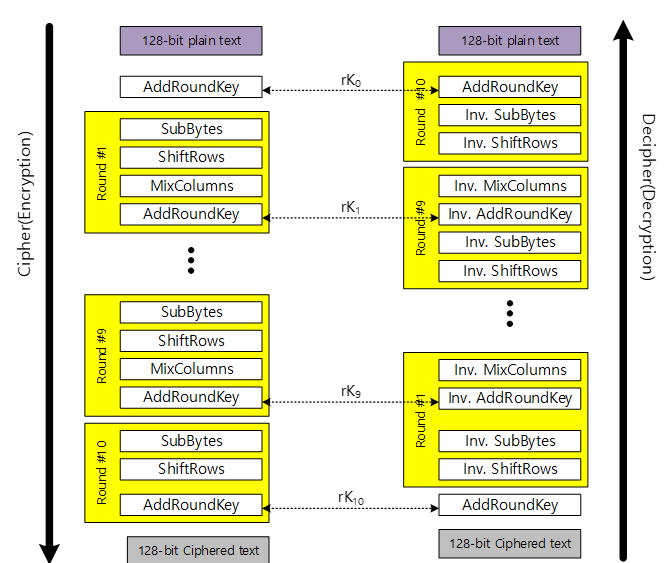 Cipher(Encryption)
128-bit plain text
AddRoundKey
Round #1
SubBytes
ShiftRows
MixColumns
AddRoundKey
Round #9
SubBytes
ShiftRows
MixColumns
AddRoundKey
Round #10
SubBytes
ShiftRows
AddRoundKey
128-bit Ciphered text
rK0
rK1
rK9
rK10
128-bit plain text
Round #10
AddRoundKey
Inv. SubBytes
Inv. ShiftRows
Round #9
Inv. MixColumns
Inv. AddRoundKey
Inv. SubBytes
Inv. ShiftRows
Round #1
Inv. MixColumns
Inv. AddRoundKey
Inv. SubBytes
Inv. ShiftRows
AddRoundKey
128-bit Ciphered text
Decipher(Decryption)